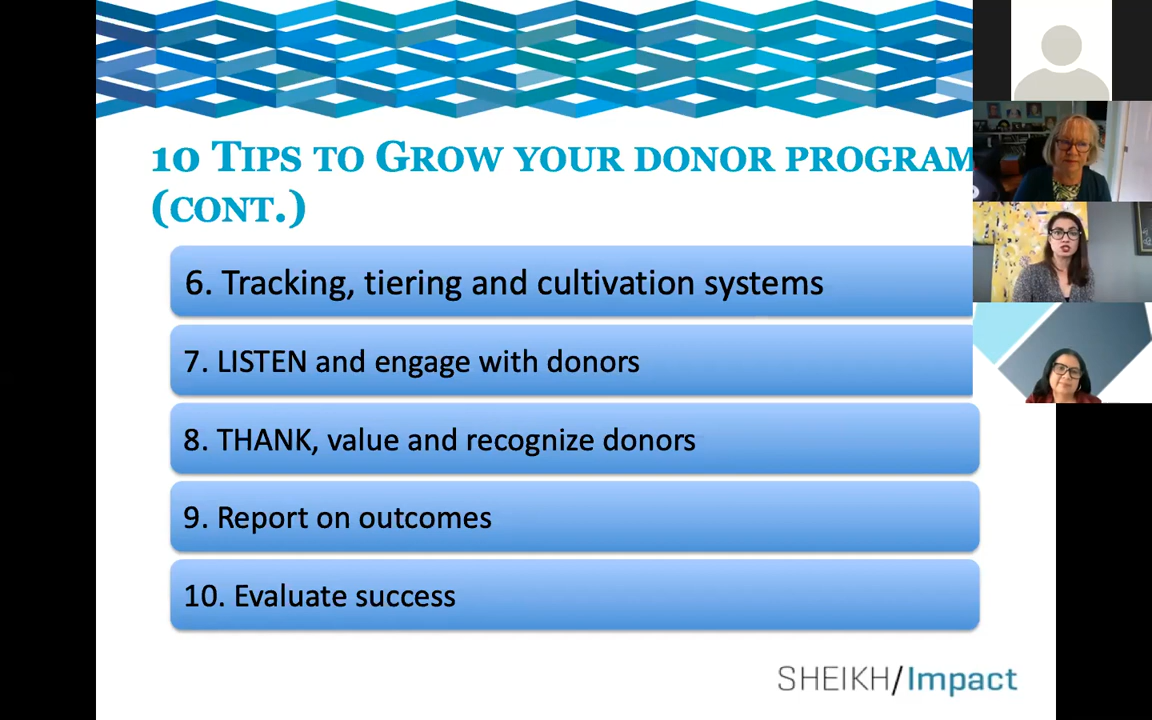 10 Tips to Grow your donor program
(cont.)
6. Tracking, tiering and cultivation systems
7. LISTEN and engage with donors
8. THANK, value and recognize donors
9. Report on outcomes
10. Evaluate success
SHEIKH/Impact